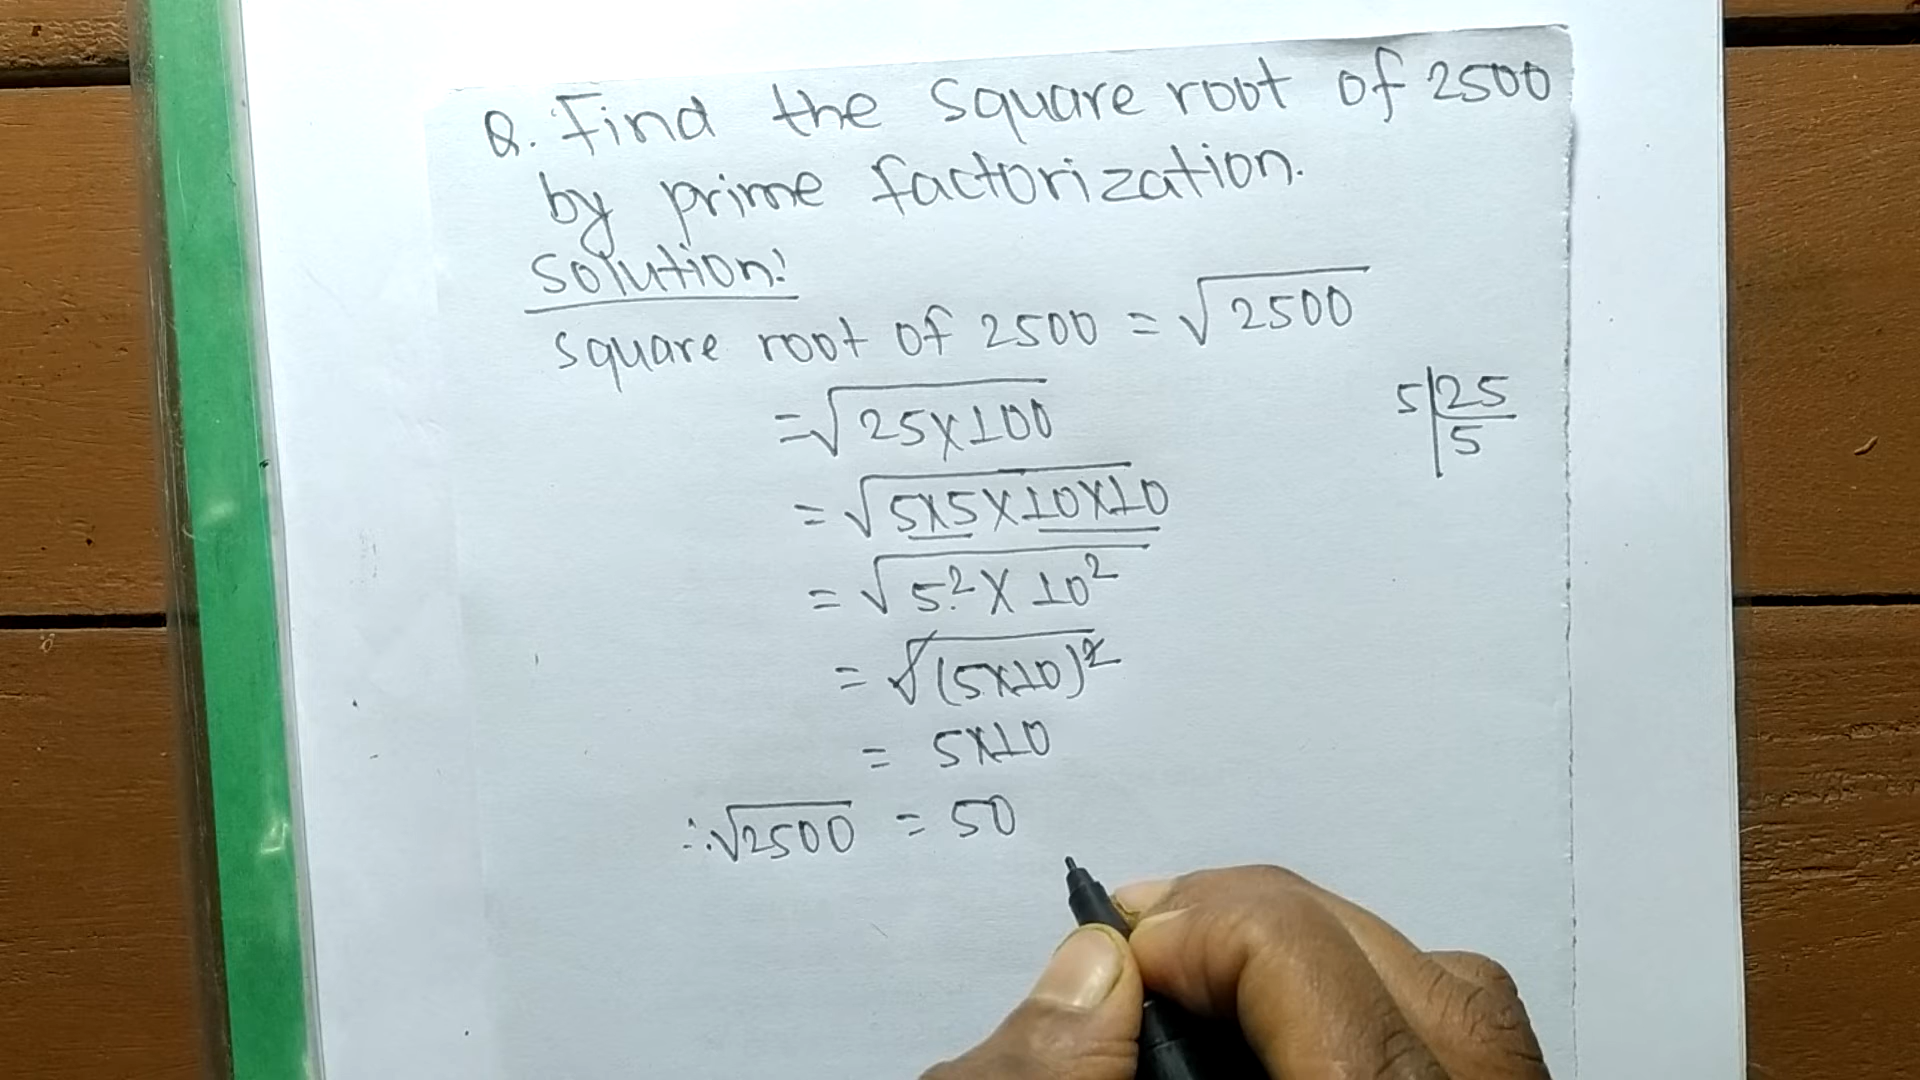 Q. Find the square root of 2500
by prime factorization.
Solution:
square root of 2500 = √2500
= √25×100
5|25
5
= √5×5×10×10
= √5²×10²
= √(5×10)²
= 5×10
∴ √2500 = 50